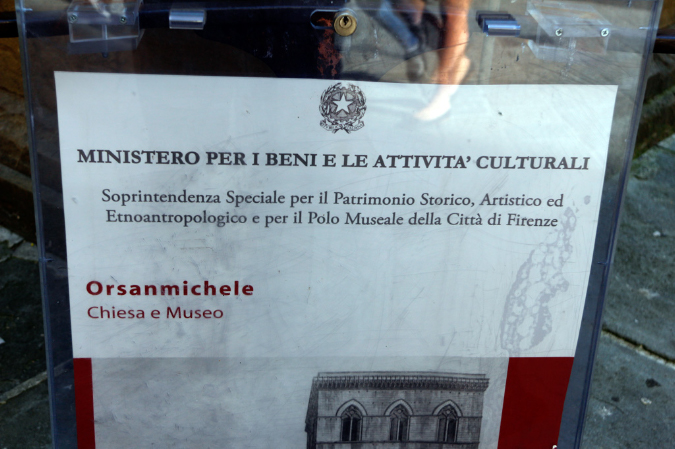 MINISTERO PER I BENI E LE ATTIVITA' CULTURALI
Soprintendenza Speciale per il Patrimonio Storico, Artistico ed
Etnoantropologico e per il Polo Museale della Città di Firenze
Orsanmichele
Chiesa e Museo